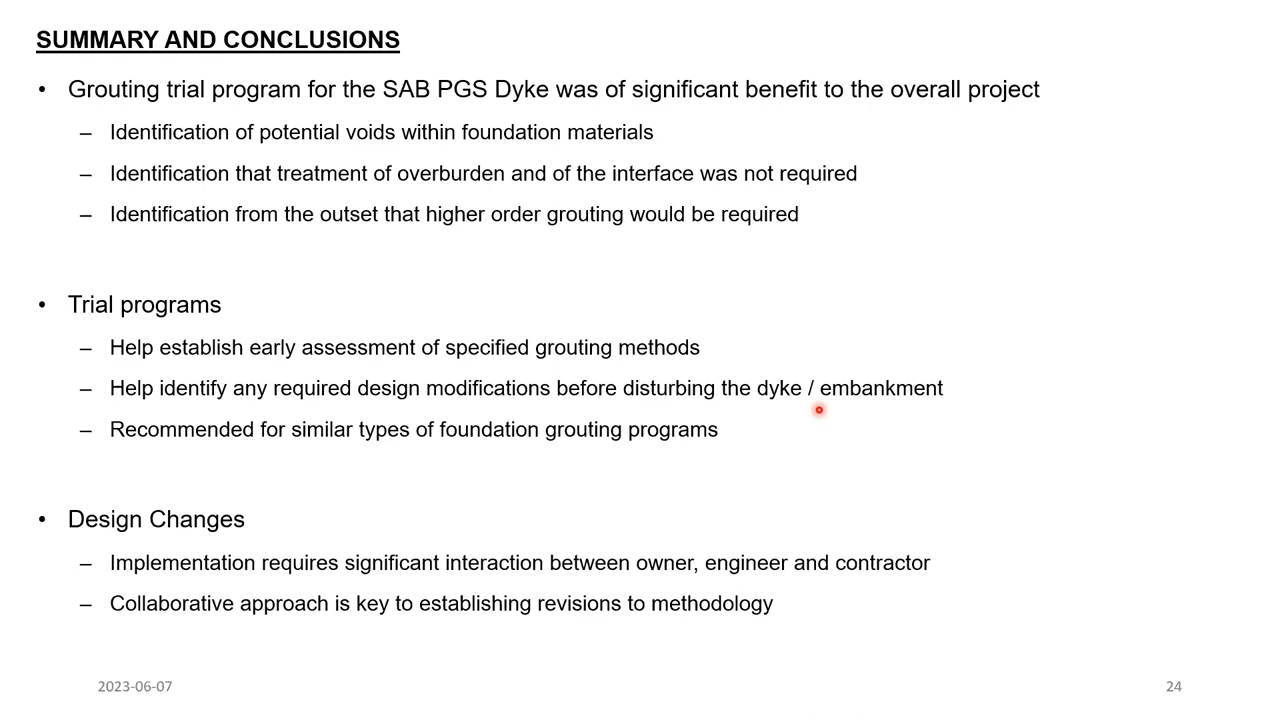 SUMMARY AND CONCLUSIONS
• Grouting trial program for the SAB PGS Dyke was of significant benefit to the overall project
– Identification of potential voids within foundation materials
– Identification that treatment of overburden and of the interface was not required
– Identification from the outset that higher order grouting would be required
• Trial programs
– Help establish early assessment of specified grouting methods
– Help identify any required design modifications before disturbing the dyke / embankment
– Recommended for similar types of foundation grouting programs
• Design Changes
– Implementation requires significant interaction between owner, engineer and contractor
– Collaborative approach is key to establishing revisions to methodology
2023-06-07
24